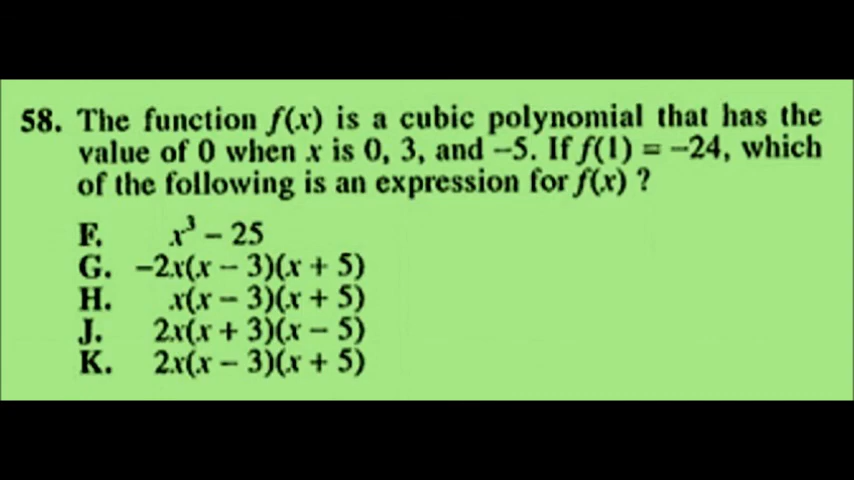 58. The function f(x) is a cubic polynomial that has the
value of 0 when x is 0, 3, and −5. If f(1) = −24, which
of the following is an expression for f(x) ?
F. x³ − 25
G. −2x(x − 3)(x + 5)
H. x(x − 3)(x + 5)
J. 2x(x + 3)(x − 5)
K. 2x(x − 3)(x + 5)